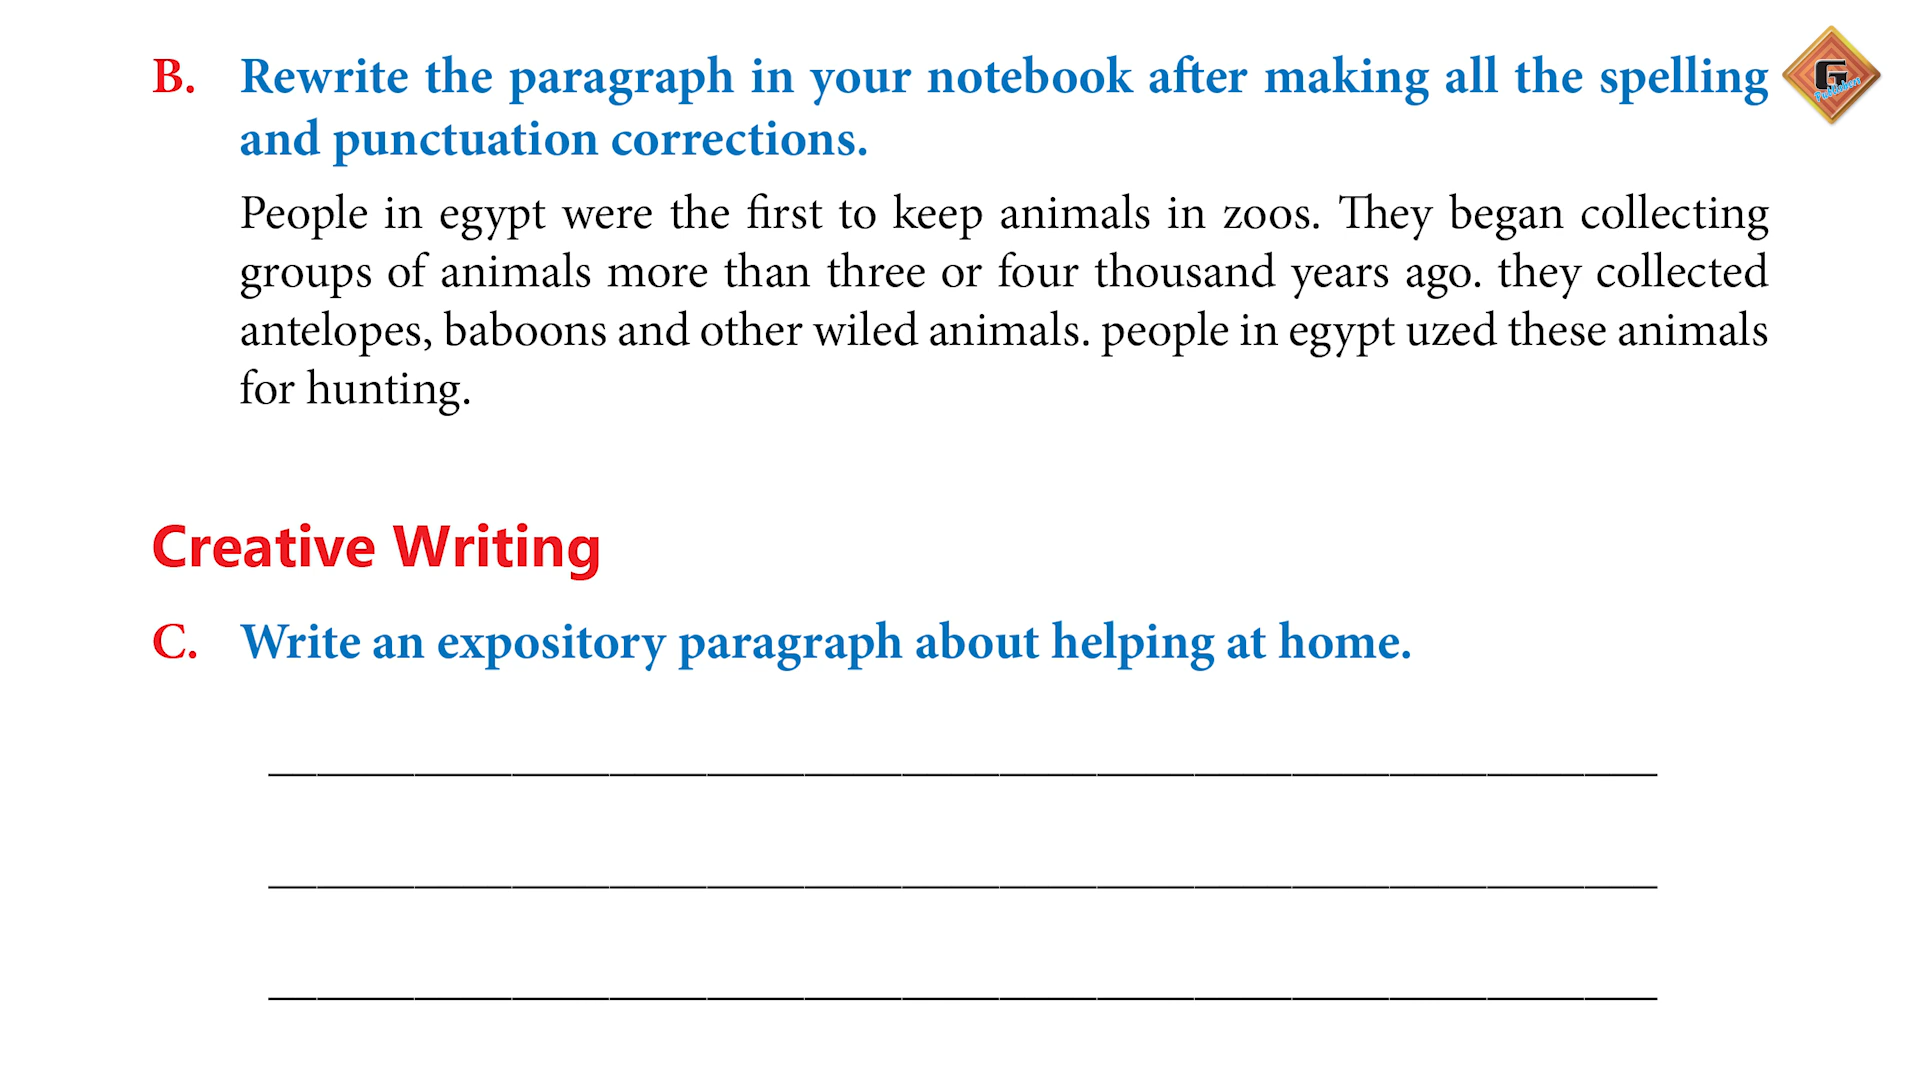 B. Rewrite the paragraph in your notebook after making all the spelling
and punctuation corrections.
People in egypt were the first to keep animals in zoos. They began collecting
groups of animals more than three or four thousand years ago. they collected
antelopes, baboons and other wiled animals. people in egypt uzed these animals
for hunting.
Creative Writing
C. Write an expository paragraph about helping at home.
G
Publishers